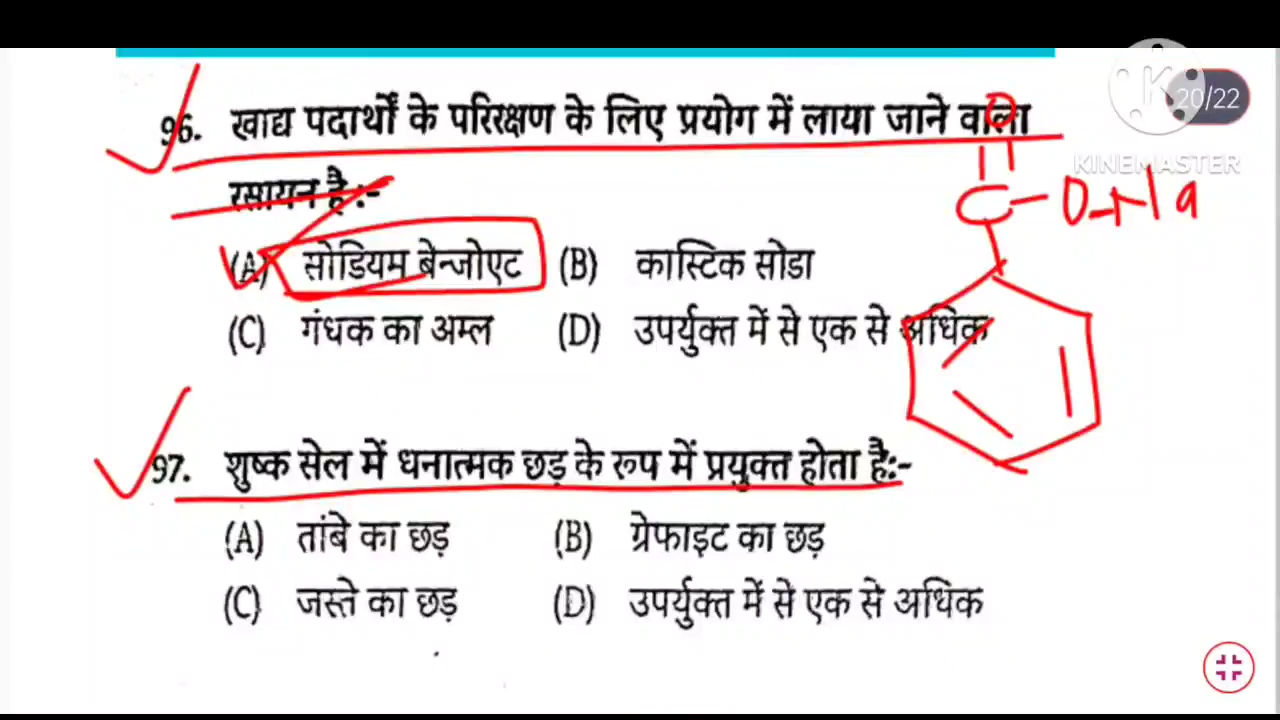 20/22
KINEMASTER
96. खाद्य पदार्थों के परिरक्षण के लिए प्रयोग में लाया जाने वाला
रसायन है :-
(A) सोडियम बेन्जोएट (B) कास्टिक सोडा
(C) गंधक का अम्ल (D) उपर्युक्त में से एक से अधिक
O
C - O-Na
97. शुष्क सेल में धनात्मक छड़ के रूप में प्रयुक्त होता है:-
(A) तांबे का छड़ (B) ग्रेफाइट का छड़
(C) जस्ते का छड़ (D) उपर्युक्त में से एक से अधिक